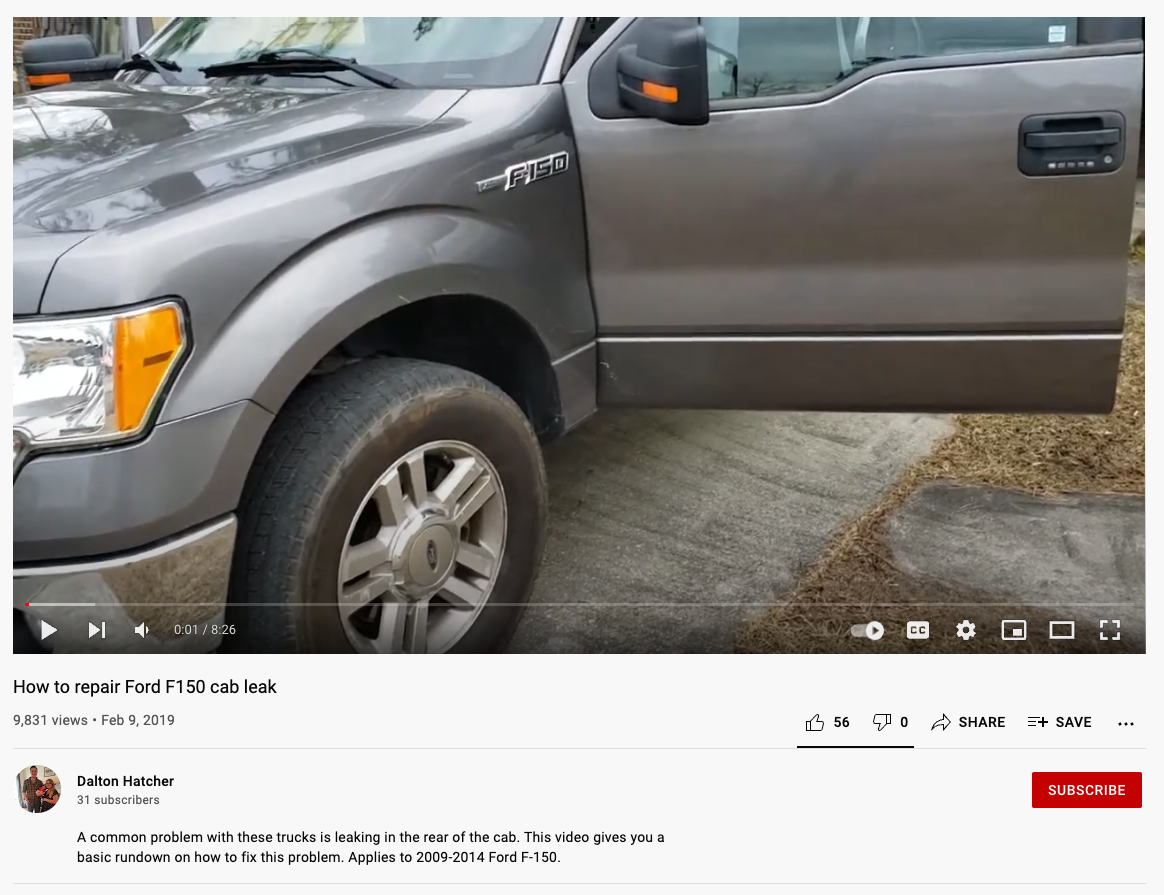 F-150
0:01 / 8:26
CC
How to repair Ford F150 cab leak
9,831 views • Feb 9, 2019
56
0
SHARE
SAVE
Dalton Hatcher
31 subscribers
SUBSCRIBE
A common problem with these trucks is leaking in the rear of the cab. This video gives you a
basic rundown on how to fix this problem. Applies to 2009-2014 Ford F-150.